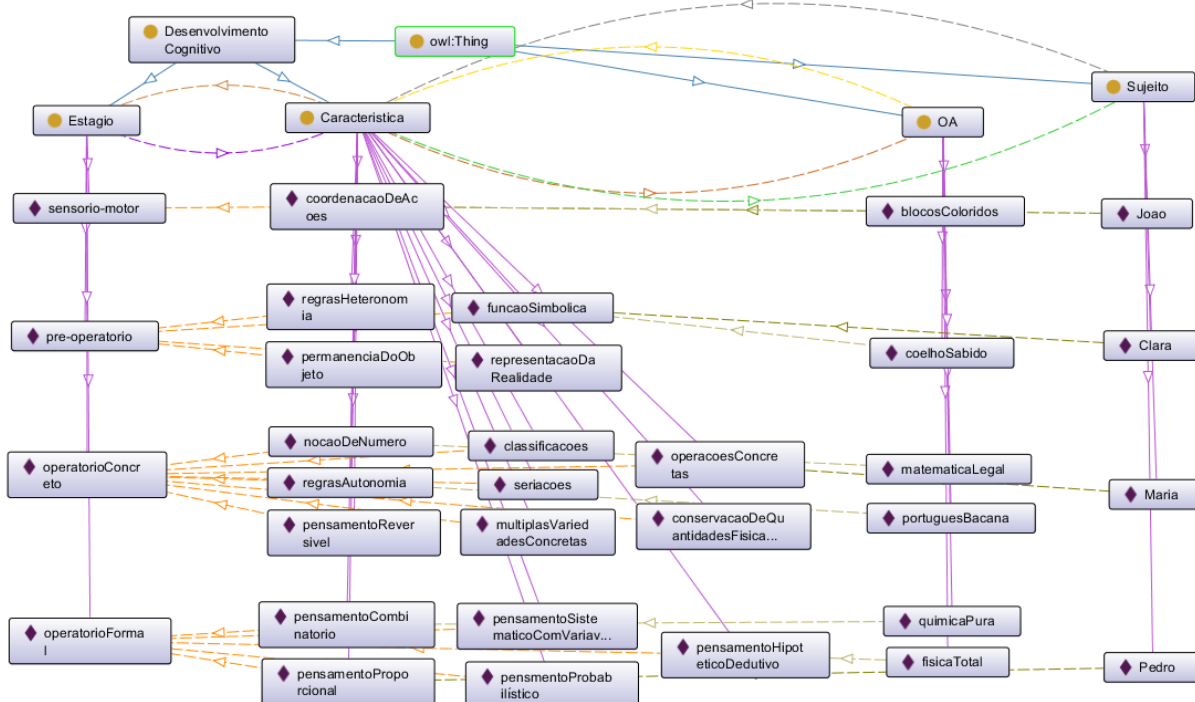 Desenvolvimento
Cognitivo
owl:Thing
Sujeito
Estagio
Caracteristica
OA
sensorio-motor
coordenacaoDeAc
oes
blocosColoridos
Joao
regrasHeteronom
ia
funcaoSimbolica
pre-operatorio
permanenciaDoOb
jeto
representacaoDa
Realidade
coelhoSabido
Clara
nocaoDeNumero
classificacoes
operacoesConcre
tas
operatorioConcr
eto
regrasAutonomia
seriacoes
matematicaLegal
Maria
pensamentoRever
sivel
multiplasVaried
adesConcretas
conservacaoDeQu
antidadesFisica...
portuguesBacana
pensamentoCombi
natorio
pensamentoSiste
maticoComVariav...
quimicaPura
operatorioForma
l
pensamentoHipot
eticoDedutivo
fisicaTotal
Pedro
pensamentoPropo
rcional
pensmentoProbab
ilístico